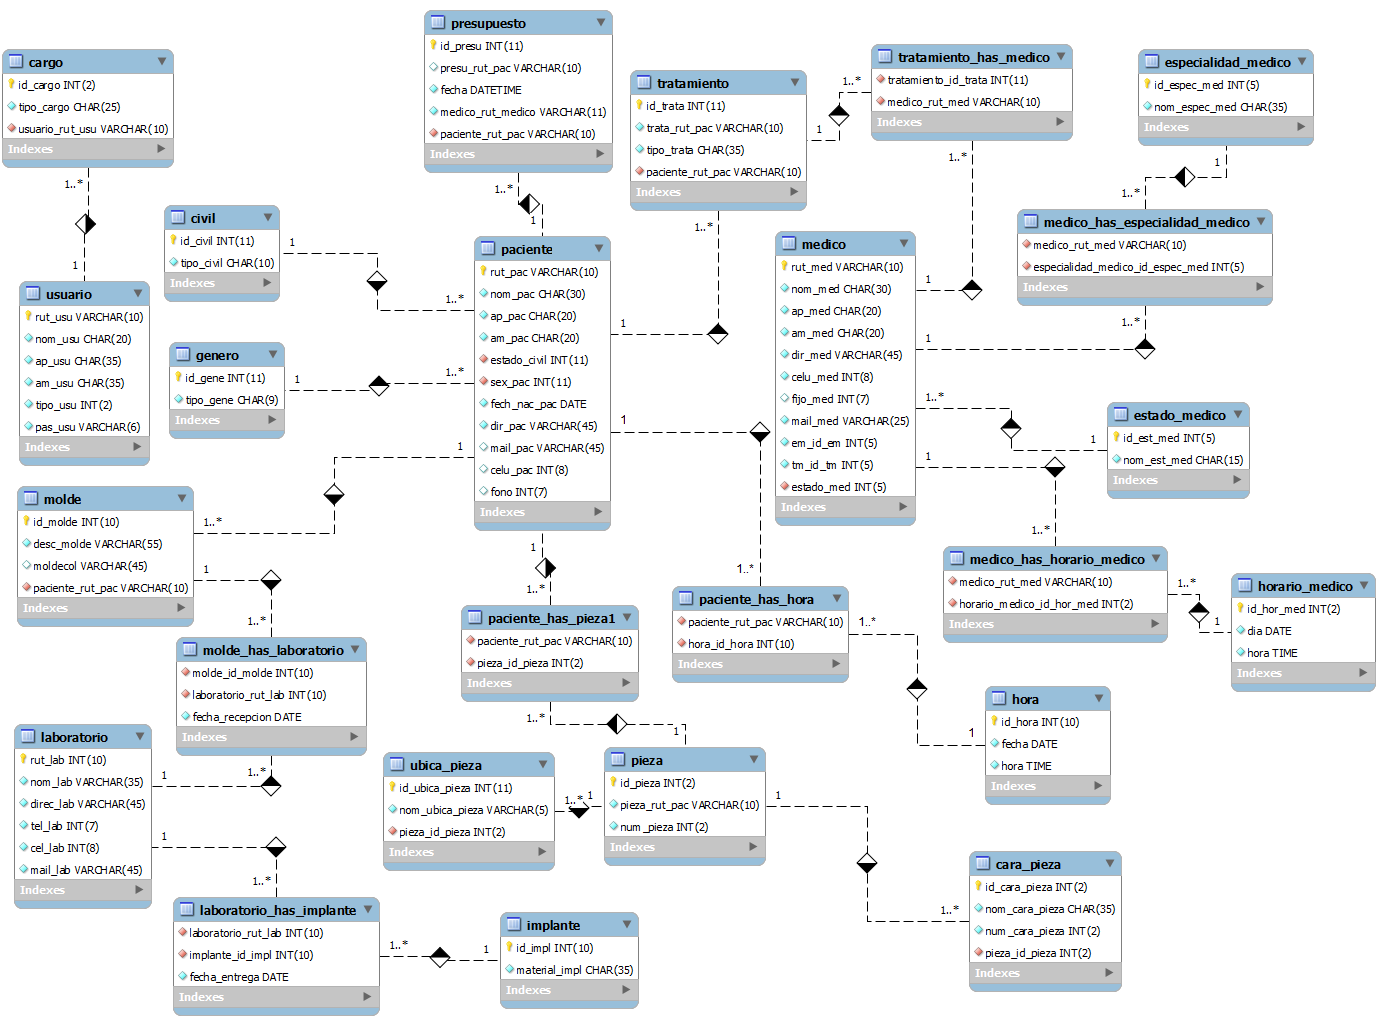 presupuesto
id_presu INT(11)
presu_rut_pac VARCHAR(10)
fecha DATETIME
medico_rut_medico VARCHAR(11)
paciente_rut_pac VARCHAR(10)
Indexes
cargo
id_cargo INT(2)
tipo_cargo CHAR(25)
usuario_rut_usu VARCHAR(10)
Indexes
tratamiento
id_trata INT(11)
trata_rut_pac VARCHAR(10)
tipo_trata CHAR(35)
paciente_rut_pac VARCHAR(10)
Indexes
tratamiento_has_medico
tratamiento_id_trata INT(11)
medico_rut_med VARCHAR(10)
Indexes
especialidad_medico
id_espec_med INT(5)
nom_espec_med CHAR(35)
Indexes
1..*
1
1..*
1
1..*
1
1..*
1
1..*
1..*
civil
id_civil INT(11)
tipo_civil CHAR(10)
Indexes
1
1..*
paciente
rut_pac VARCHAR(10)
nom_pac CHAR(30)
ap_pac CHAR(20)
am_pac CHAR(20)
estado_civil INT(11)
sex_pac INT(11)
fech_nac_pac DATE
dir_pac VARCHAR(45)
mail_pac VARCHAR(45)
celu_pac INT(8)
fono INT(7)
Indexes
1..*
1
medico
rut_med VARCHAR(10)
nom_med CHAR(30)
ap_med CHAR(20)
am_med CHAR(20)
dir_med VARCHAR(45)
celu_med INT(8)
fijo_med INT(7)
mail_med VARCHAR(25)
em_id_em INT(5)
tm_id_tm INT(5)
estado_med INT(5)
Indexes
1
1
1..*
1
medico_has_especialidad_medico
medico_rut_med VARCHAR(10)
especialidad_medico_id_espec_med INT(5)
Indexes
1..*
usuario
rut_usu VARCHAR(10)
nom_usu CHAR(20)
ap_usu CHAR(35)
am_usu CHAR(35)
tipo_usu INT(2)
pas_usu VARCHAR(6)
Indexes
genero
id_gene INT(11)
tipo_gene CHAR(9)
Indexes
1
1..*
1
1
1
estado_medico
id_est_med INT(5)
nom_est_med CHAR(15)
Indexes
molde
id_molde INT(10)
desc_molde VARCHAR(55)
moldecol VARCHAR(45)
paciente_rut_pac VARCHAR(10)
Indexes
1..*
1
1..*
1
1..*
1..*
1..*
medico_has_horario_medico
medico_rut_med VARCHAR(10)
horario_medico_id_hor_med INT(2)
Indexes
1..*
1
horario_medico
id_hor_med INT(2)
dia DATE
hora TIME
Indexes
paciente_has_pieza1
paciente_rut_pac VARCHAR(10)
pieza_id_pieza INT(2)
Indexes
1..*
1
paciente_has_hora
paciente_rut_pac VARCHAR(10)
hora_id_hora INT(10)
Indexes
1..*
1
hora
id_hora INT(10)
fecha DATE
hora TIME
Indexes
molde_has_laboratorio
molde_id_molde INT(10)
laboratorio_rut_lab INT(10)
fecha_recepcion DATE
Indexes
1..*
laboratorio
rut_lab INT(10)
nom_lab VARCHAR(35)
direc_lab VARCHAR(45)
tel_lab INT(7)
cel_lab INT(8)
mail_lab VARCHAR(45)
Indexes
1
1
1..*
ubica_pieza
id_ubica_pieza INT(11)
nom_ubica_pieza VARCHAR(5)
pieza_id_pieza INT(2)
Indexes
1..*
1
pieza
id_pieza INT(2)
pieza_rut_pac VARCHAR(10)
num_pieza INT(2)
Indexes
1
1..*
cara_pieza
id_cara_pieza INT(2)
nom_cara_pieza CHAR(35)
num_cara_pieza INT(2)
pieza_id_pieza INT(2)
Indexes
laboratorio_has_implante
laboratorio_rut_lab INT(10)
implante_id_impl INT(10)
fecha_entrega DATE
Indexes
1..*
1
implante
id_impl INT(10)
material_impl CHAR(35)
Indexes